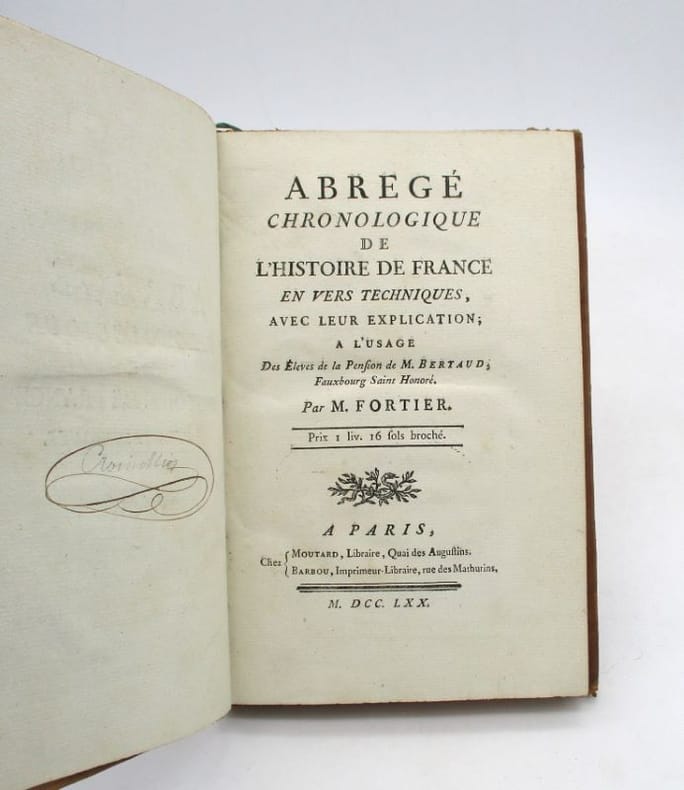 ABREGÉ
CHRONOLOGIQUE
DE
L'HISTOIRE DE FRANCE
EN VERS TECHNIQUES,
AVEC LEUR EXPLICATION;
A L'USAGE
Des Éleves de la Penſion de M. BERTAUD;
Fauxbourg Saint Honoré.
Par M. FORTIER.
Prix 1 liv. 16 ſols broché.
A PARIS,
Chez
MOUTARD, Libraire, Quai des Auguſtins.
BARBOU, Imprimeur-Libraire, rue des Mathurins,
M. DCC. LXX.